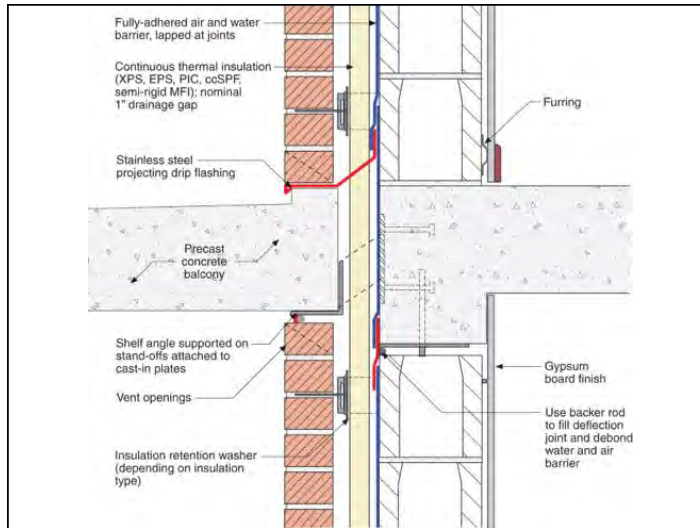 Fully-adhered air and water
barrier, lapped at joints
Continuous thermal insulation
(XPS, EPS, PIC, ccSPF,
semi-rigid MFI); nominal
1" drainage gap
Furring
Stainless steel
projecting drip flashing
Precast
concrete
balcony
Shelf angle supported on
stand-offs attached to
cast-in plates
Vent openings
Insulation retention washer
(depending on insulation
type)
Gypsum
board finish
Use backer rod
to fill deflection
joint and debond
water and air
barrier